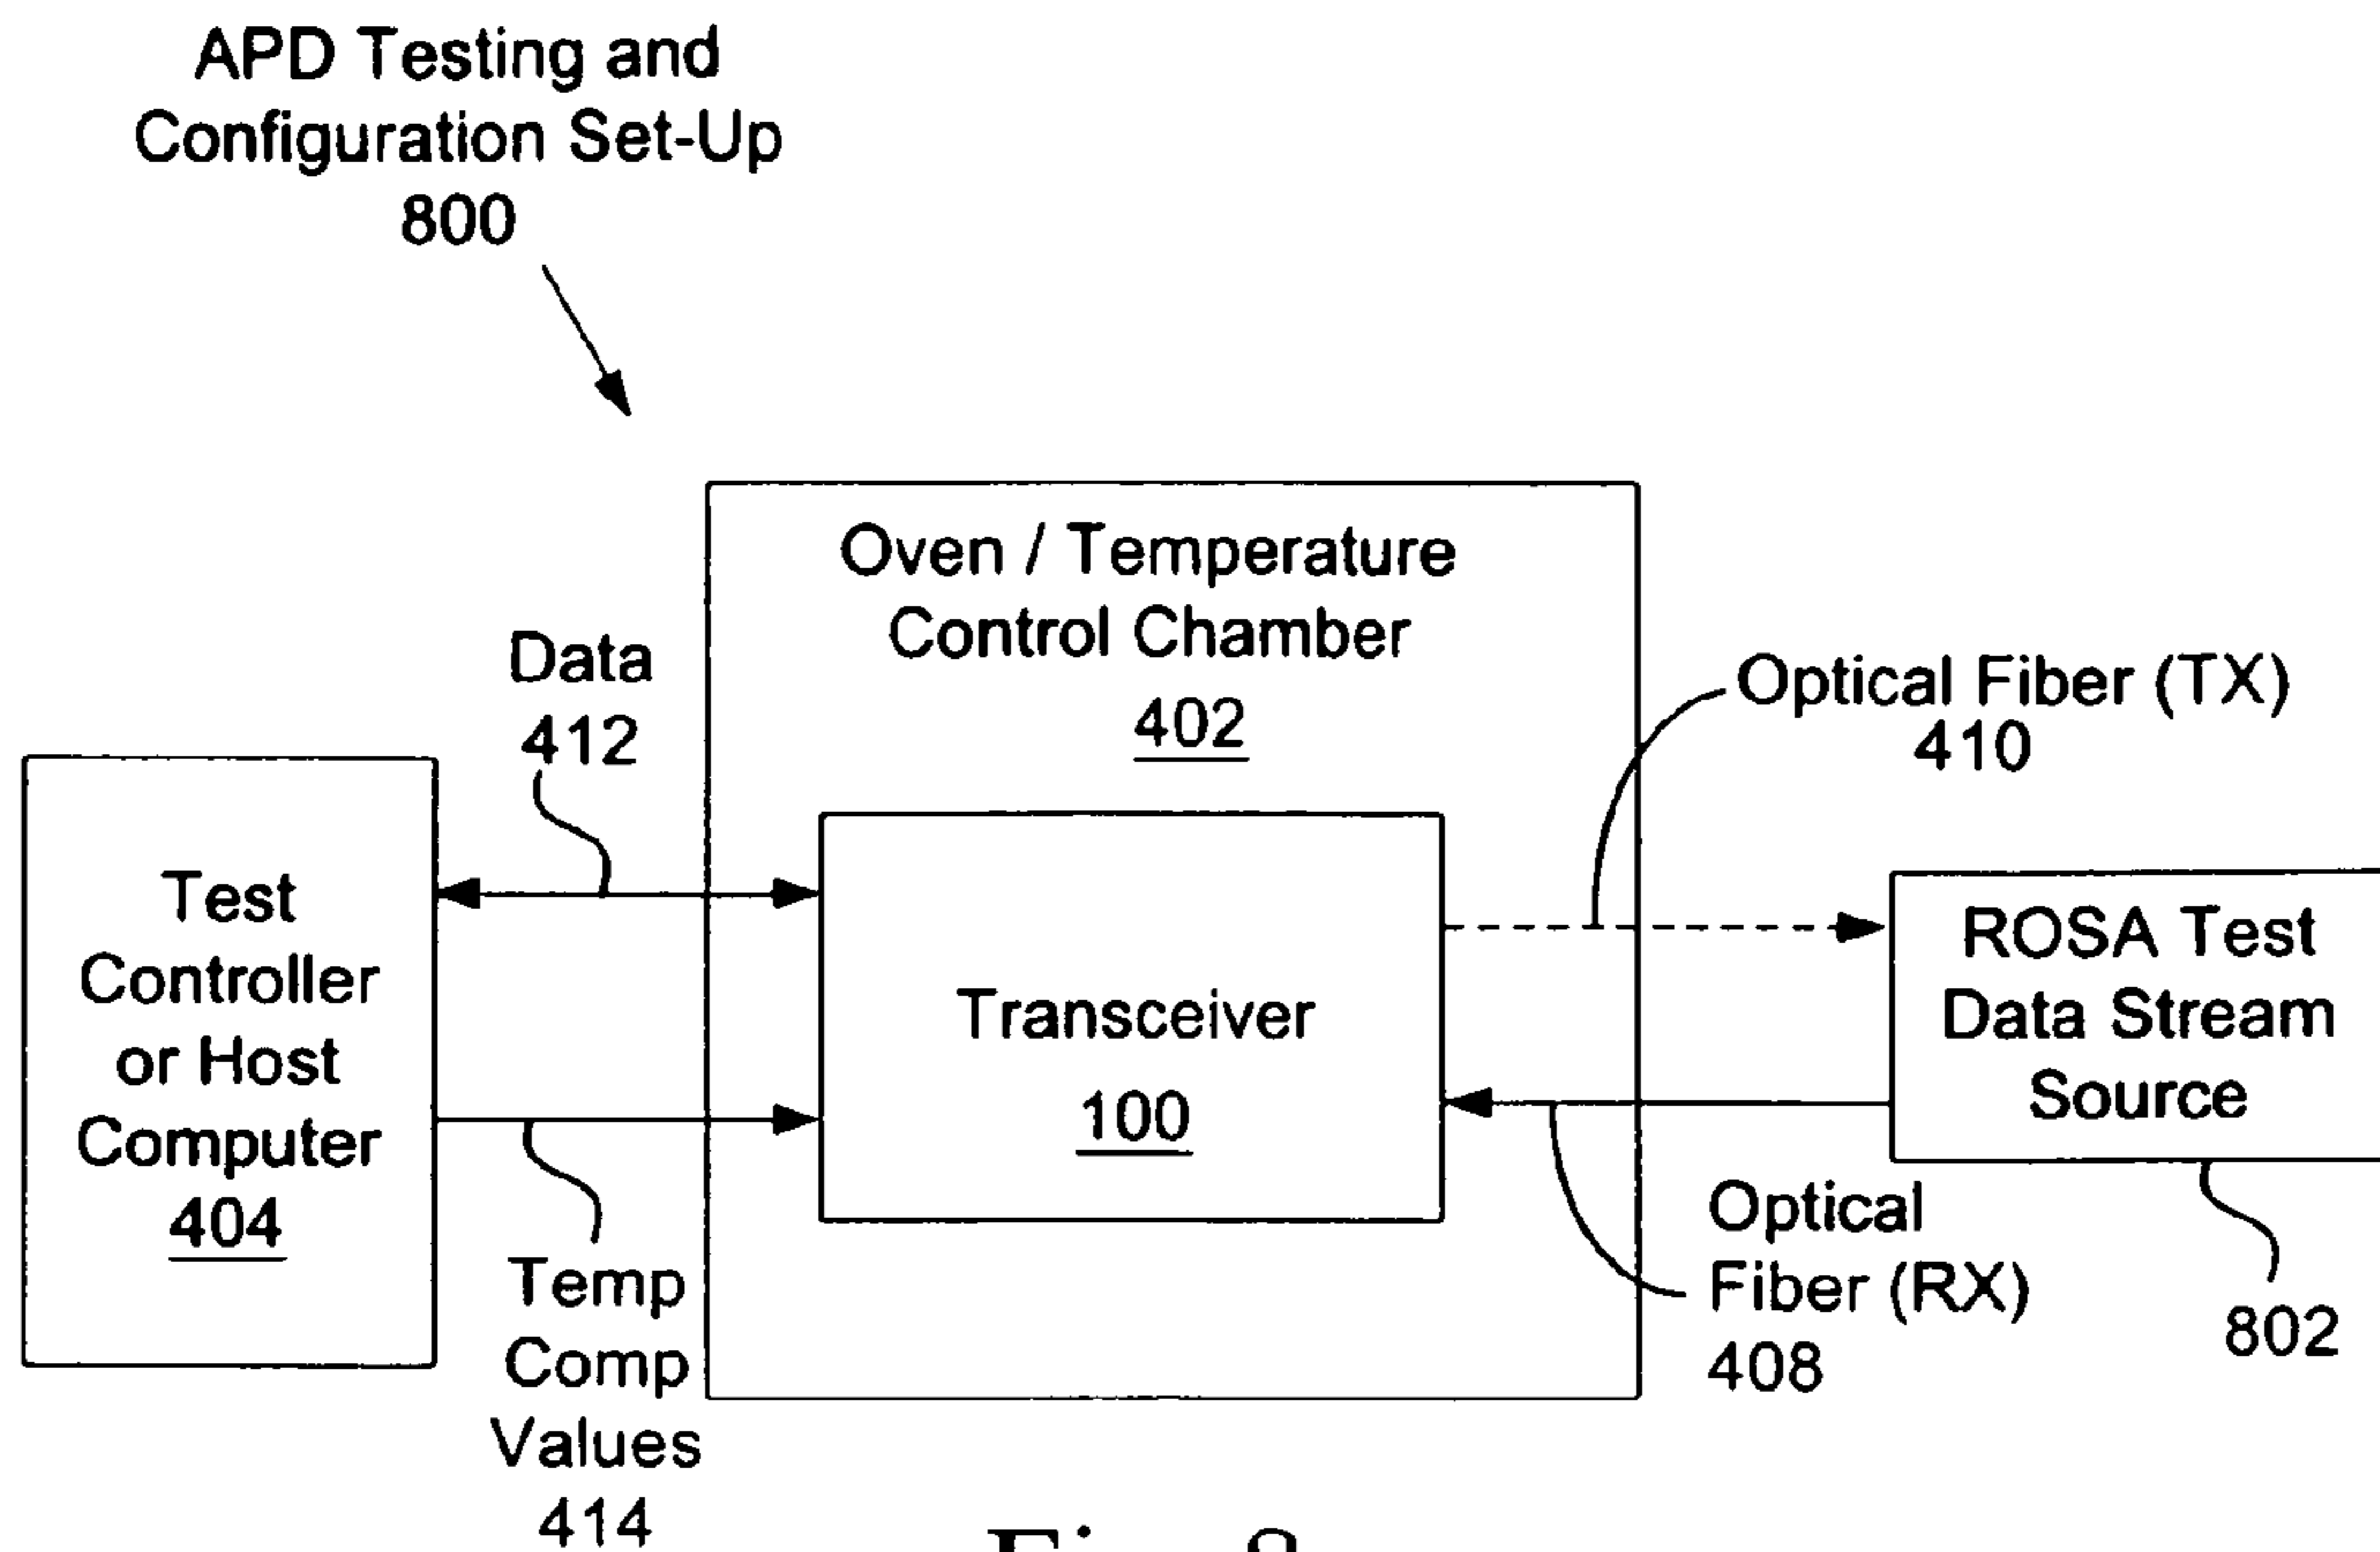 APD Testing and
Configuration Set-Up
800
Oven / Temperature
Control Chamber
402
Data
412
Optical Fiber (TX)
410
Test
Controller
or Host
Computer
404
Transceiver
100
ROSA Test
Data Stream
Source
Temp
Comp
Values
414
Optical
Fiber (RX)
408
802